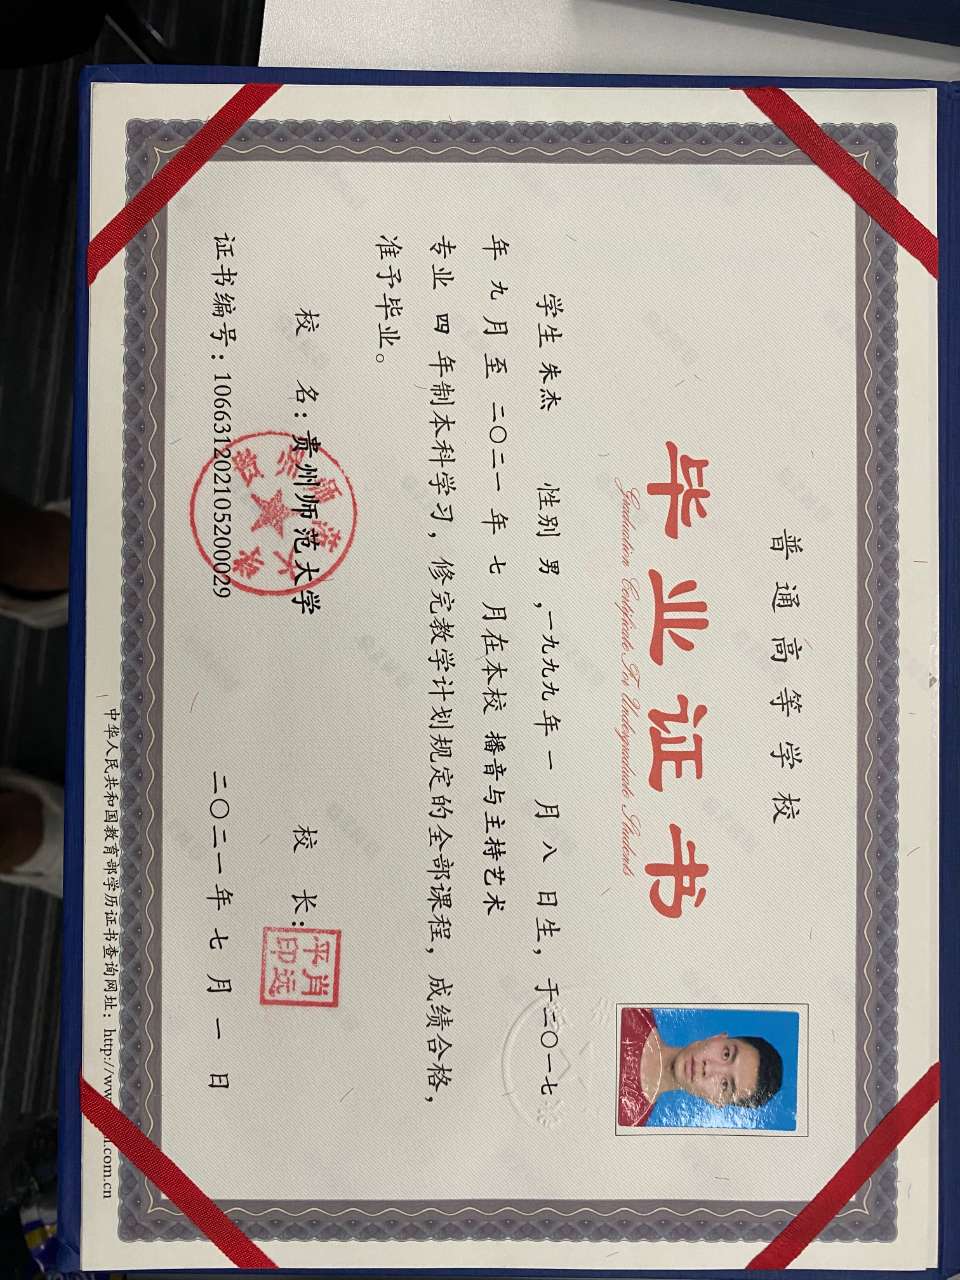 普通高等学校
毕业证书
Graduation Certificate For Undergraduate Students
学生 朱杰 性别 男 ,一九九九年 一 月 八 日生，于二〇一七
年 九 月至 二〇二一 年 七 月在本校 播音与主持艺术
专业 四 年制本科学习，修完教学计划规定的全部课程，成绩合格，
准予毕业。
校 名：贵州师范大学 校 长：
肖远平印
证书编号：106631202105200029 二〇二一年 七 月 一 日
中华人民共和国教育部学历证书查询网址：http://www
.com.cn